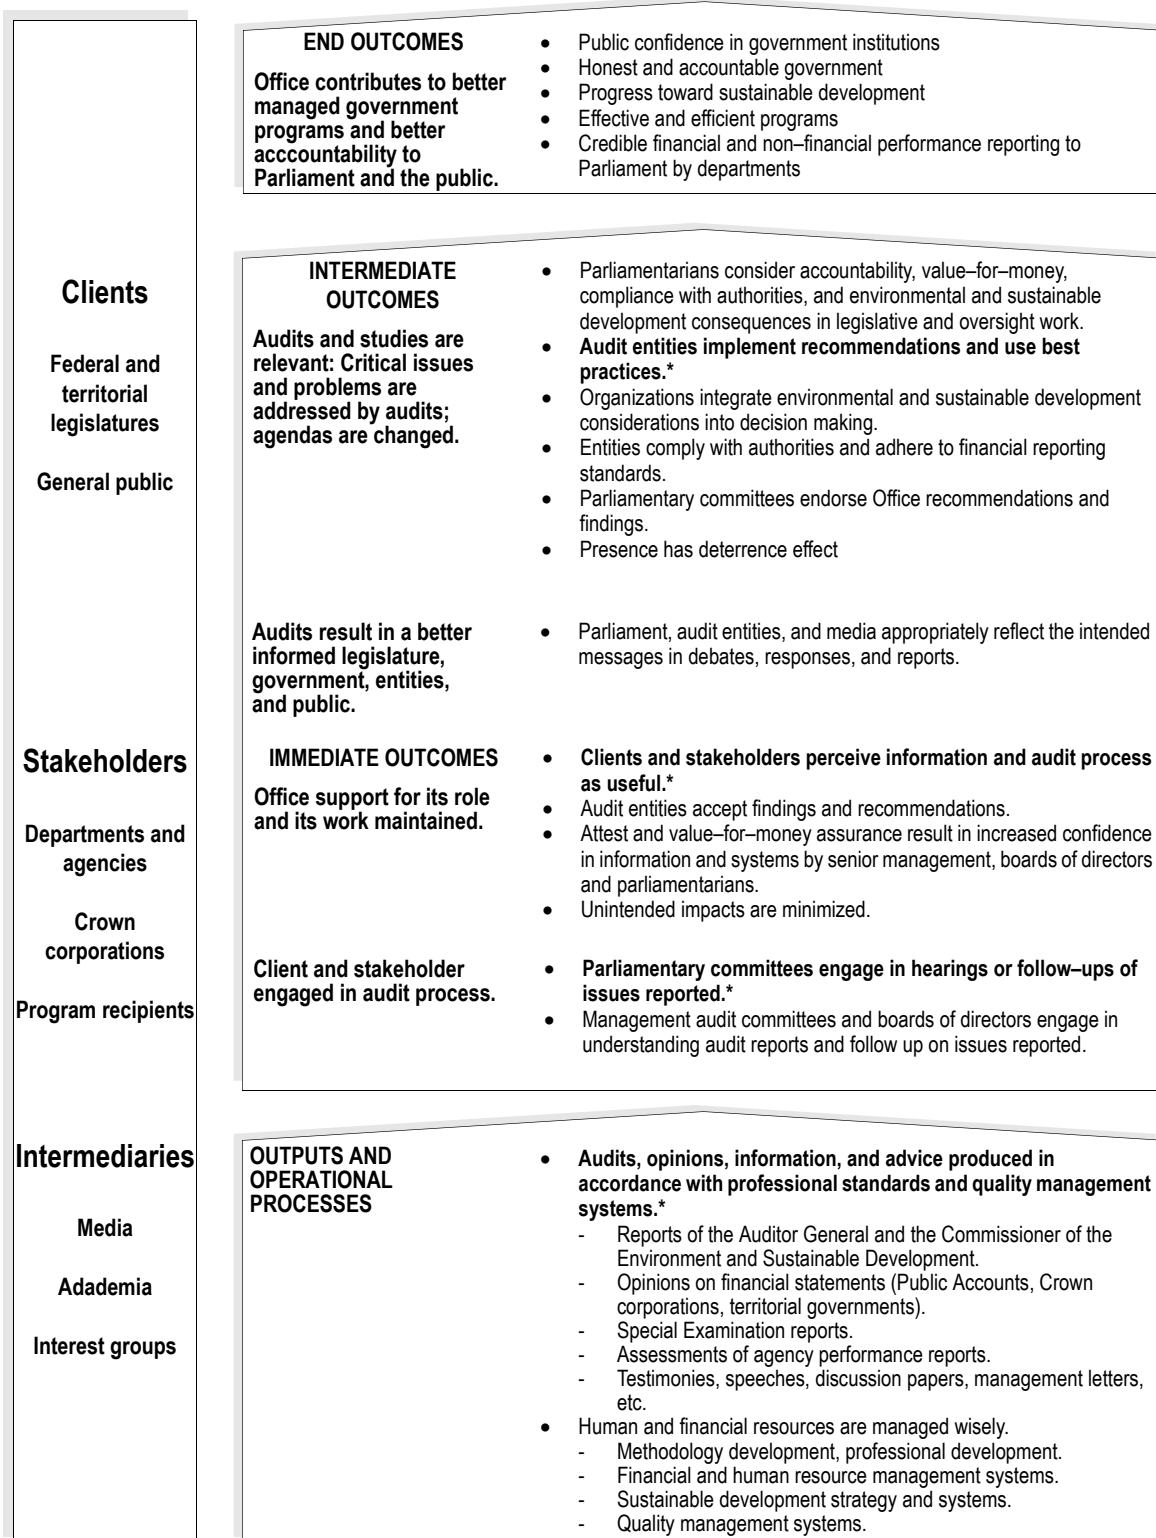 Clients
Federal and
territorial
legislatures
General public
Stakeholders
Departments and
agencies
Crown
corporations
Program recipients
Intermediaries
Media
Adademia
Interest groups
END OUTCOMES
Office contributes to better
managed government
programs and better
acccountability to
Parliament and the public.
• Public confidence in government institutions
• Honest and accountable government
• Progress toward sustainable development
• Effective and efficient programs
• Credible financial and non–financial performance reporting to
Parliament by departments
INTERMEDIATE
OUTCOMES
Audits and studies are
relevant: Critical issues
and problems are
addressed by audits;
agendas are changed.
• Parliamentarians consider accountability, value–for–money,
compliance with authorities, and environmental and sustainable
development consequences in legislative and oversight work.
• Audit entities implement recommendations and use best
practices.*
• Organizations integrate environmental and sustainable development
considerations into decision making.
• Entities comply with authorities and adhere to financial reporting
standards.
• Parliamentary committees endorse Office recommendations and
findings.
• Presence has deterrence effect
Audits result in a better
informed legislature,
government, entities,
and public.
• Parliament, audit entities, and media appropriately reflect the intended
messages in debates, responses, and reports.
IMMEDIATE OUTCOMES
Office support for its role
and its work maintained.
• Clients and stakeholders perceive information and audit process
as useful.*
• Audit entities accept findings and recommendations.
• Attest and value–for–money assurance result in increased confidence
in information and systems by senior management, boards of directors
and parliamentarians.
• Unintended impacts are minimized.
Client and stakeholder
engaged in audit process.
• Parliamentary committees engage in hearings or follow–ups of
issues reported.*
• Management audit committees and boards of directors engage in
understanding audit reports and follow up on issues reported.
OUTPUTS AND
OPERATIONAL
PROCESSES
• Audits, opinions, information, and advice produced in
accordance with professional standards and quality management
systems.*
- Reports of the Auditor General and the Commissioner of the
Environment and Sustainable Development.
- Opinions on financial statements (Public Accounts, Crown
corporations, territorial governments).
- Special Examination reports.
- Assessments of agency performance reports.
- Testimonies, speeches, discussion papers, management letters,
etc.
• Human and financial resources are managed wisely.
- Methodology development, professional development.
- Financial and human resource management systems.
- Sustainable development strategy and systems.
- Quality management systems.